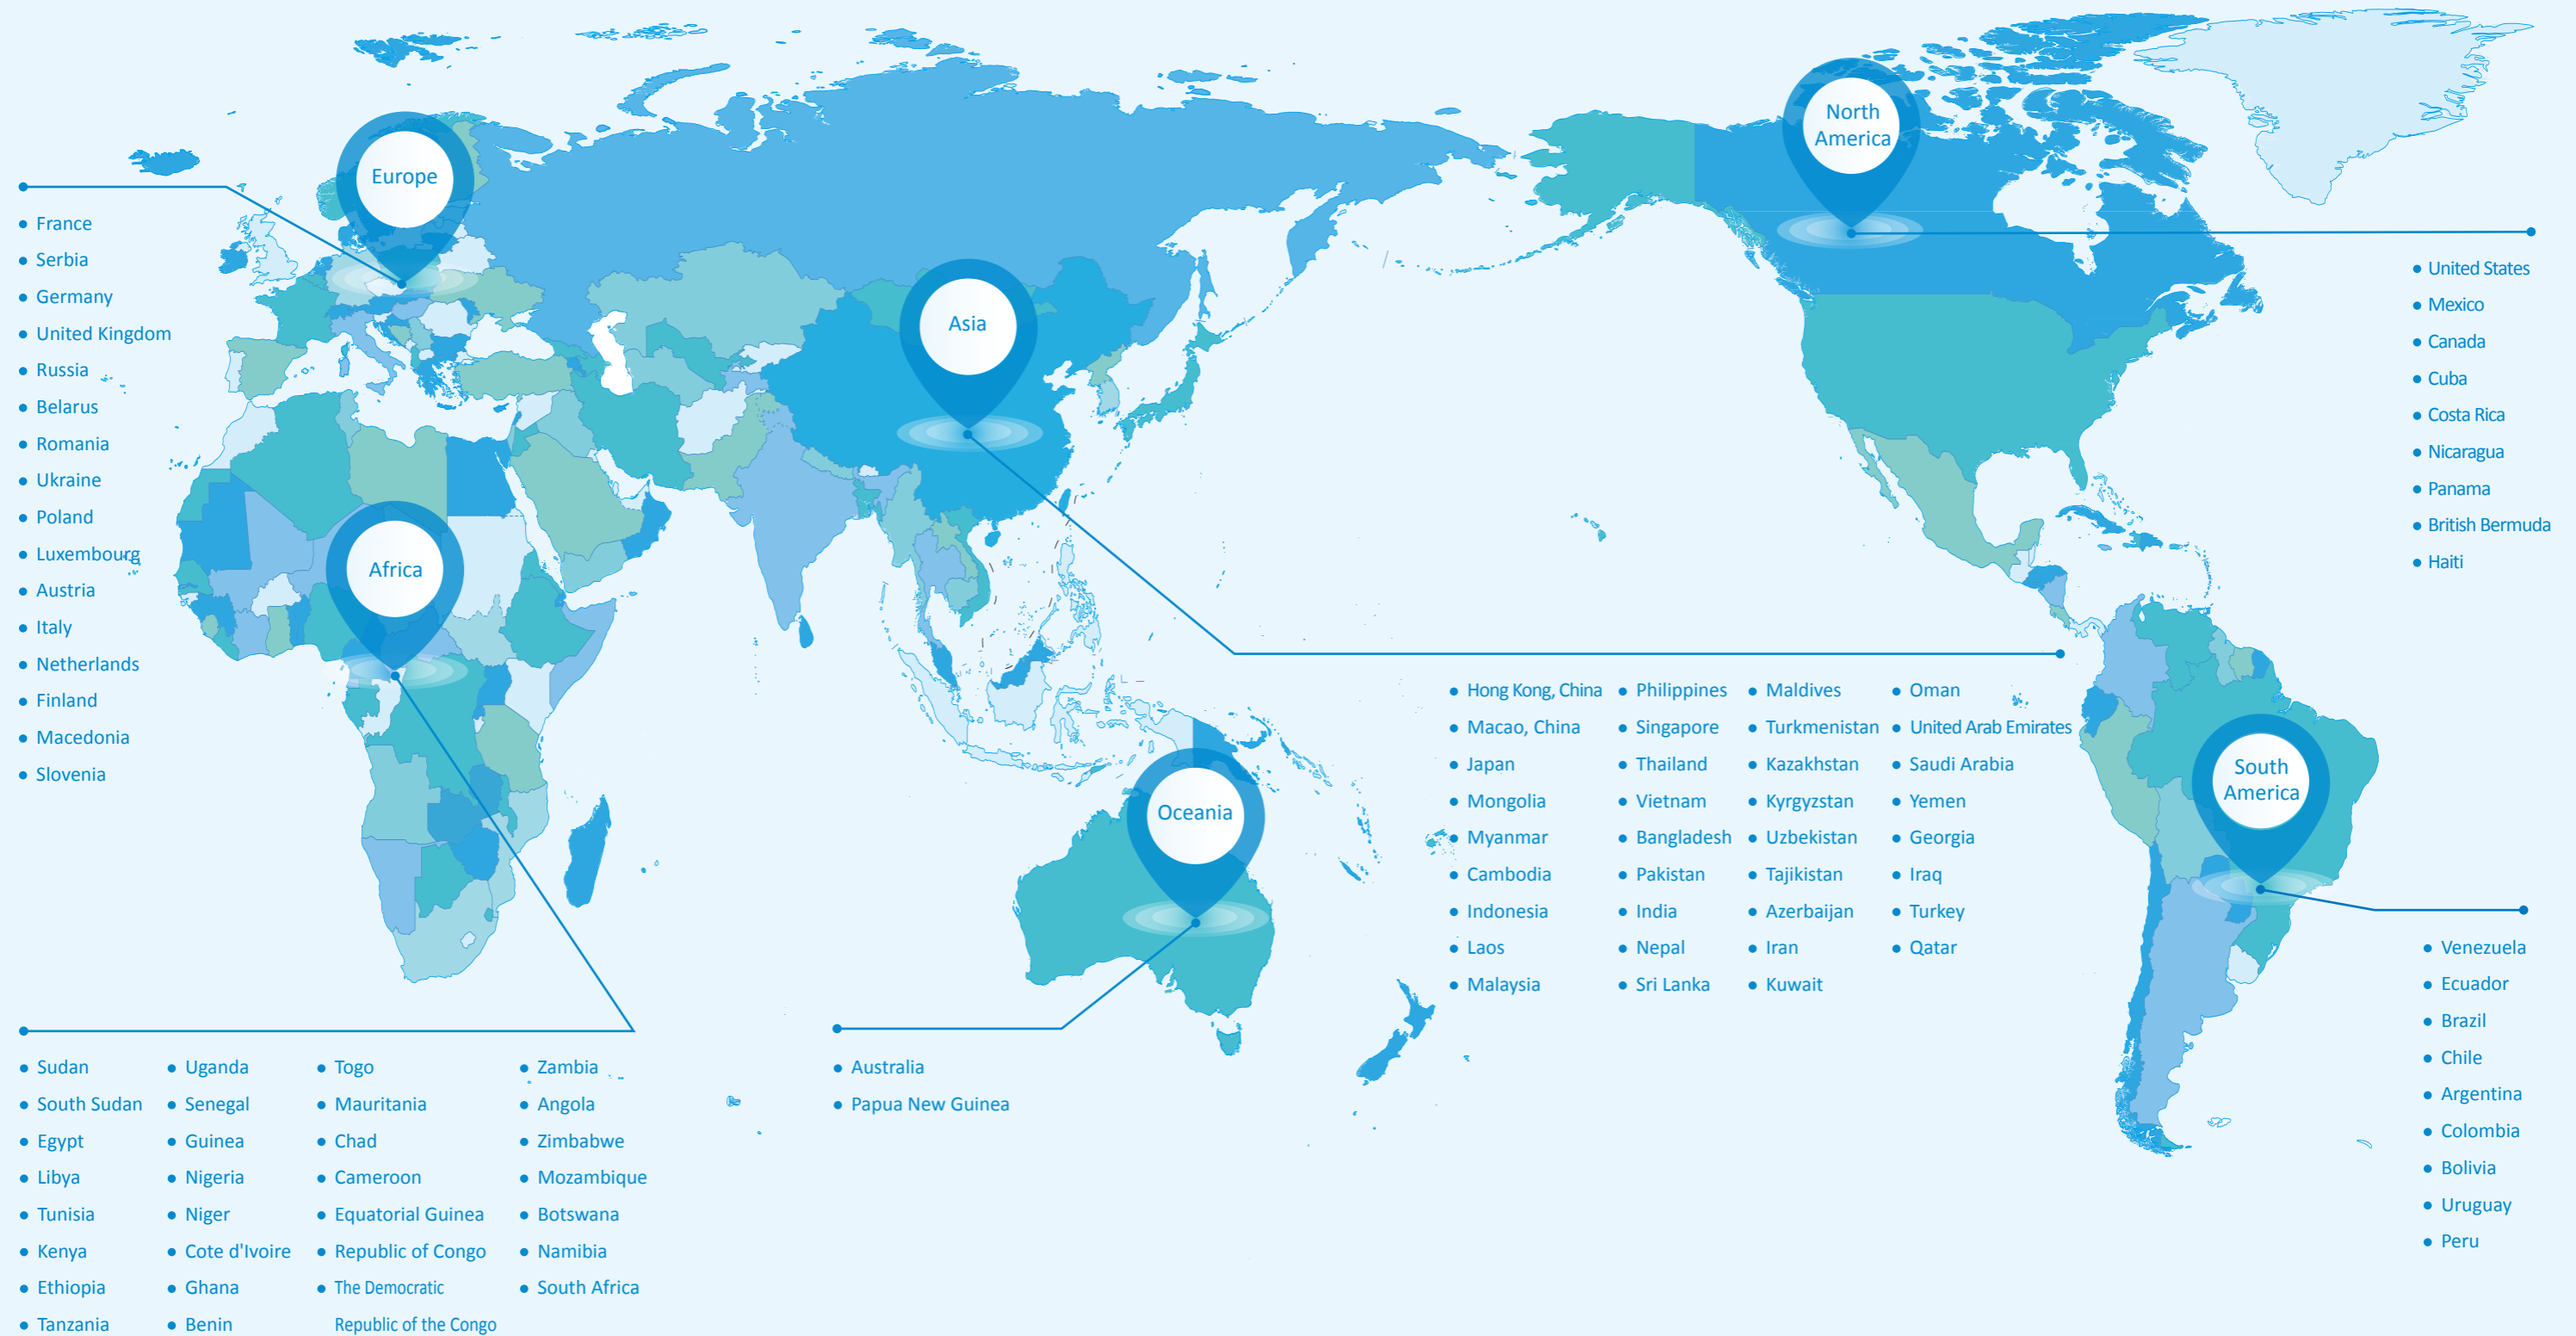 Europe
France
Serbia
Germany
United Kingdom
Russia
Belarus
Romania
Ukraine
Poland
Luxembourg
Austria
Italy
Netherlands
Finland
Macedonia
Slovenia
Asia
Hong Kong, China
Macao, China
Japan
Mongolia
Myanmar
Cambodia
Indonesia
Laos
Malaysia
Philippines
Singapore
Thailand
Vietnam
Bangladesh
Pakistan
India
Nepal
Sri Lanka
Maldives
Turkmenistan
Kazakhstan
Kyrgyzstan
Uzbekistan
Tajikistan
Azerbaijan
Iran
Kuwait
Oman
United Arab Emirates
Saudi Arabia
Yemen
Georgia
Iraq
Turkey
Qatar
North
America
United States
Mexico
Canada
Cuba
Costa Rica
Nicaragua
Panama
British Bermuda
Haiti
Africa
Sudan
South Sudan
Egypt
Libya
Tunisia
Kenya
Ethiopia
Tanzania
Uganda
Senegal
Guinea
Nigeria
Niger
Cote d'Ivoire
Ghana
Benin
Togo
Mauritania
Chad
Cameroon
Equatorial Guinea
Republic of Congo
The Democratic
Republic of the Congo
Zambia
Angola
Zimbabwe
Mozambique
Botswana
Namibia
South Africa
Oceania
Australia
Papua New Guinea
South
America
Venezuela
Ecuador
Brazil
Chile
Argentina
Colombia
Bolivia
Uruguay
Peru